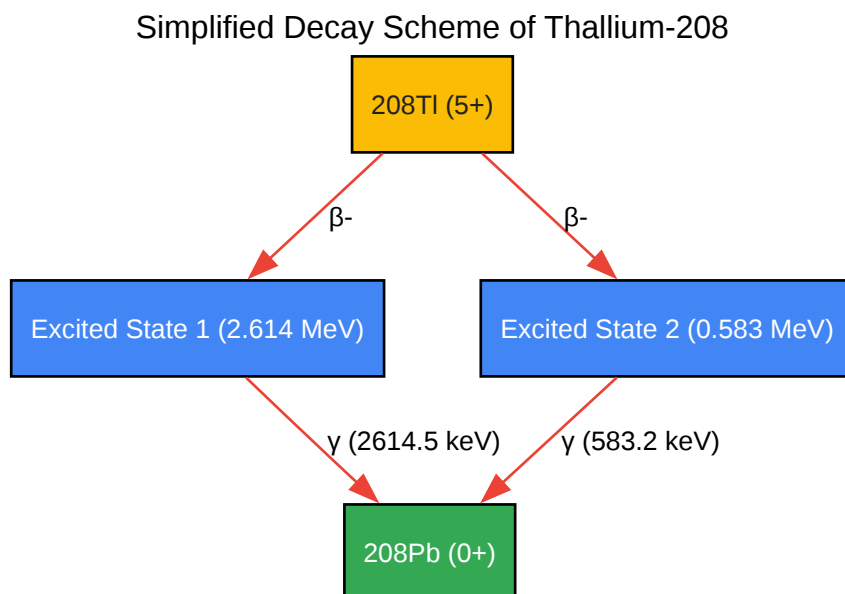 Simplified Decay Scheme of Thallium-208
208Tl (5+)
β-
β-
Excited State 1 (2.614 MeV)
Excited State 2 (0.583 MeV)
γ (2614.5 keV)
γ (583.2 keV)
208Pb (0+)